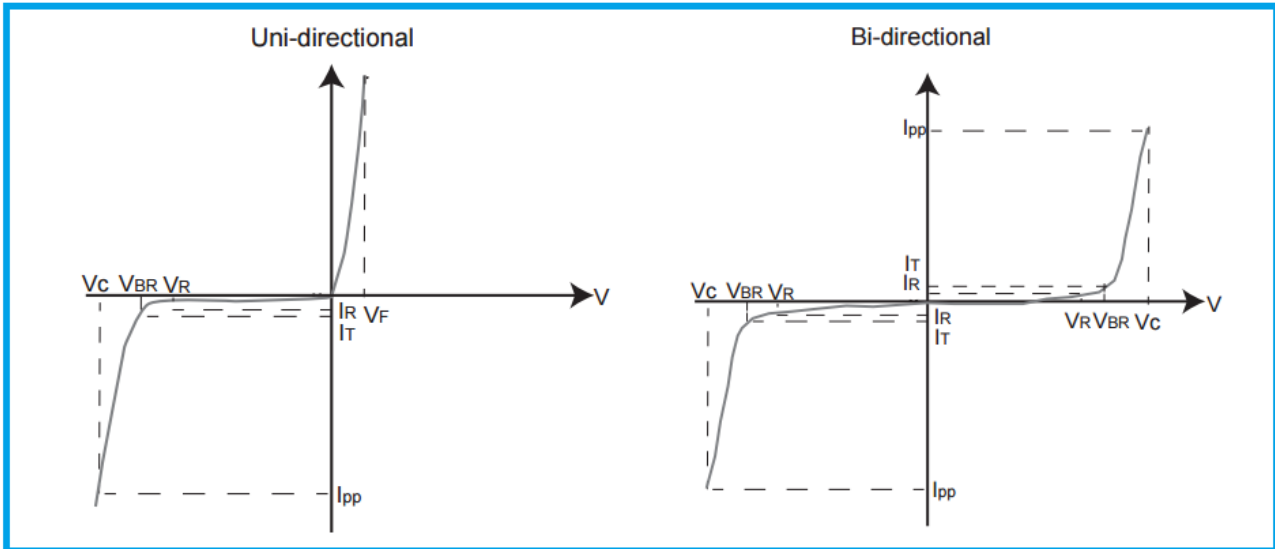 Uni-directional
Bi-directional
Vc VBR VR
IR VF
IT
V
Ipp
Ipp
IT
IR
Vc VBR VR
IR
IT
VR VBR Vc
V
Ipp